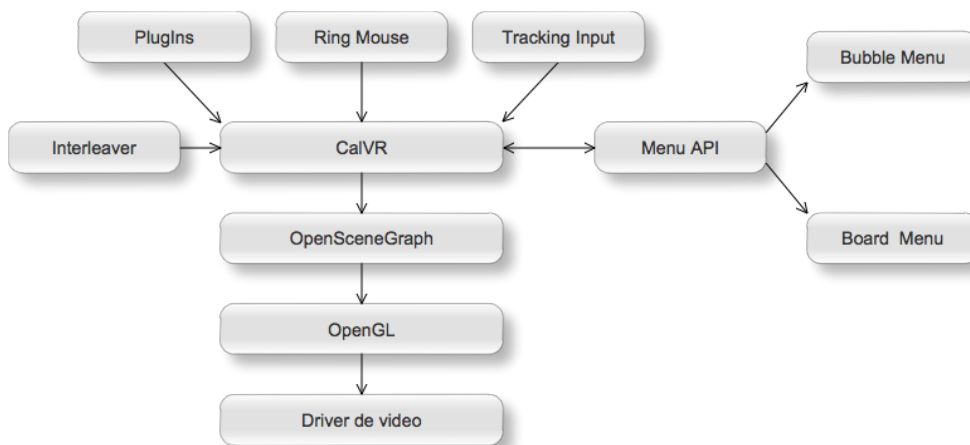 PlugIns
Ring Mouse
Tracking Input
Bubble Menu
Interleaver
CalVR
Menu API
OpenSceneGraph
Board Menu
OpenGL
Driver de video